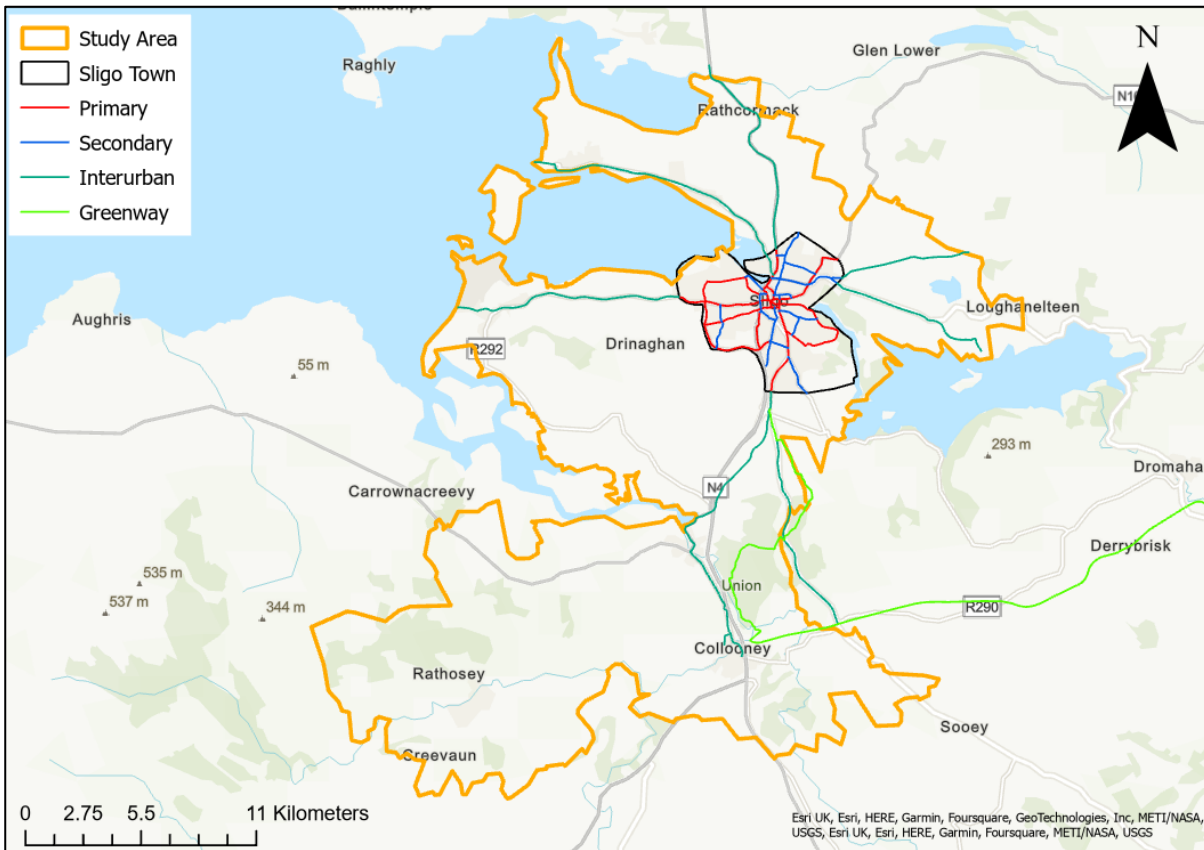 Study Area
Sligo Town
Primary
Secondary
Interurban
Greenway
Raghly
Glen Lower
N
Rathcormack
Sligo
Loughanelteen
Aughris
Drinaghan
R292
55 m
293 m
Dromaha
Carrownacreevy
N4
Derrybrisk
535 m
537 m
344 m
Union
R290
Collooney
Rathosey
Sooey
Creevaun
0 2.75 5.5 11 Kilometers
Esri UK, Esri, HERE, Garmin, Foursquare, GeoTechnologies, Inc, METI/NASA,
USGS, Esri UK, Esri, HERE, Garmin, Foursquare, METI/NASA, USGS